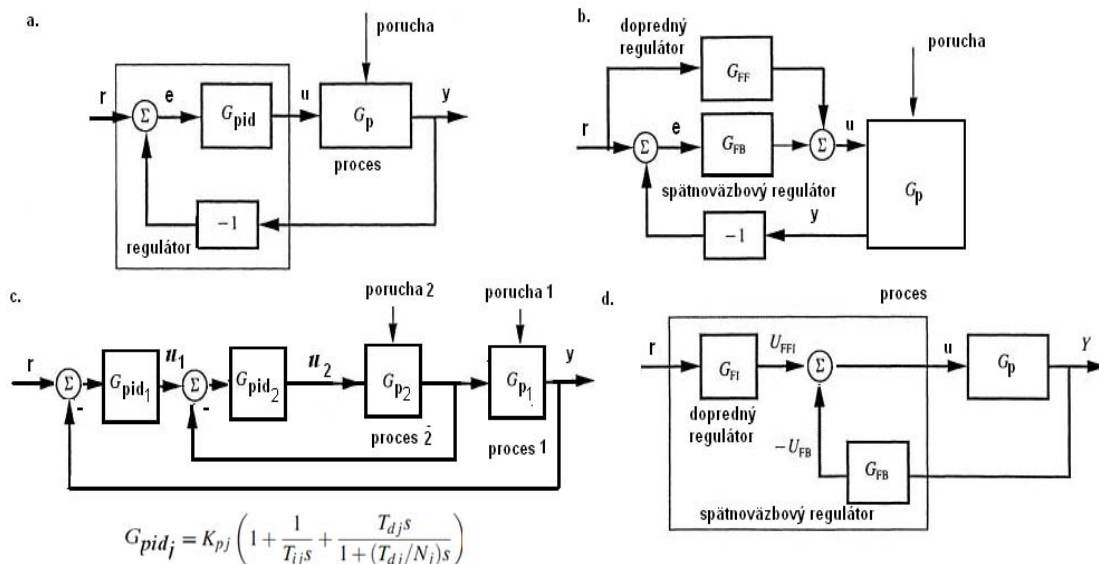 a.
porucha
r
Σ
e
G_pid
u
G_p
y
proces
-1
regulátor
b.
dopredný
regulátor
G_FF
porucha
r
Σ
e
G_FB
Σ
u
spätnoväzbový regulátor
G_p
y
-1
c.
porucha 2
porucha 1
r
Σ
G_pid₁
u₁
Σ
G_pid₂
u₂
G_p₂
G_p₁
y
-
-
proces 2
proces 1
G_pid_j = K_pj (1 + 1/(T_ij s) + T_dj s/(1 + (T_dj/N_j)s))
d.
proces
r
G_FI
U_FFI
Σ
u
G_p
Y
dopredný
regulátor
-U_FB
G_FB
spätnoväzbový regulátor